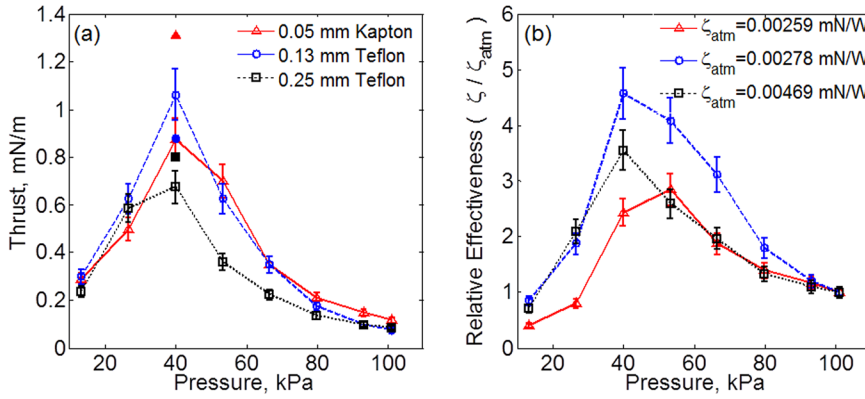 (a)
0.05 mm Kapton
0.13 mm Teflon
0.25 mm Teflon
Thrust, mN/m
1.4
1.2
1
0.8
0.6
0.4
0.2
0
20
40
60
80
100
Pressure, kPa
(b)
ζatm=0.00259 mN/W
ζatm=0.00278 mN/W
ζatm=0.00469 mN/W
Relative Effectiveness ( ζ / ζatm)
6
5
4
3
2
1
0
20
40
60
80
100
Pressure, kPa